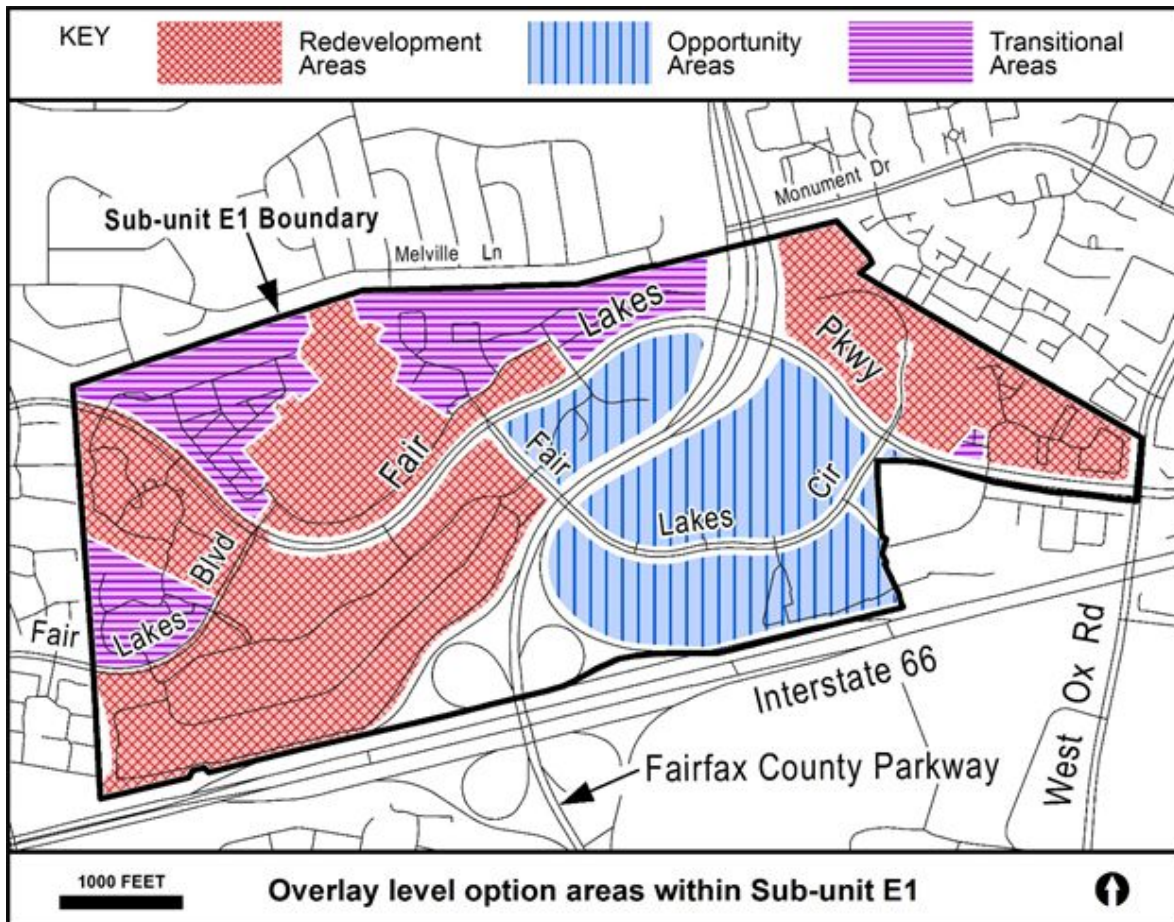 KEY
Redevelopment
Areas
Opportunity
Areas
Transitional
Areas
Monument Dr
Sub-unit E1 Boundary
Melville Ln
Fair Lakes Pkwy
Fair Lakes Cir
Fair Lakes Blvd
Interstate 66
West Ox Rd
Fairfax County Parkway
1000 FEET
Overlay level option areas within Sub-unit E1